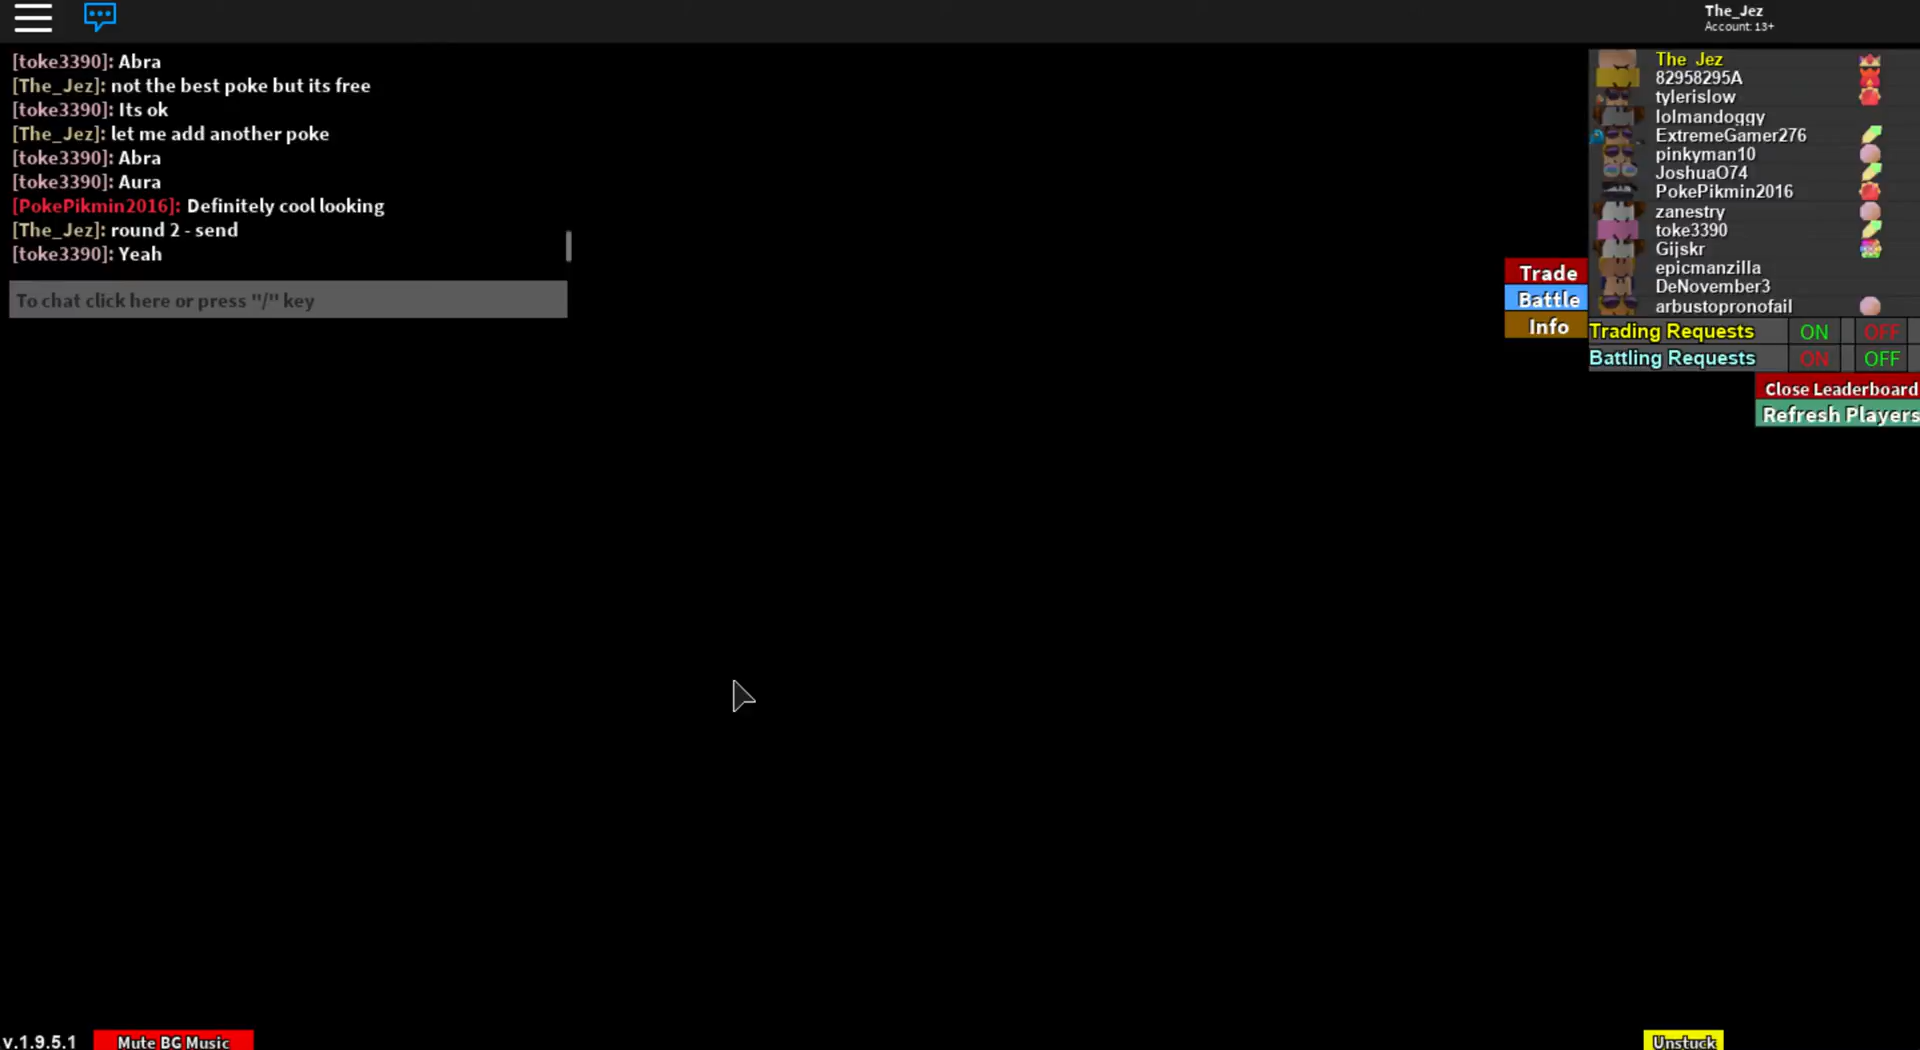 The_Jez
Account: 13+
[toke3390]: Abra
[The_Jez]: not the best poke but its free
[toke3390]: Its ok
[The_Jez]: let me add another poke
[toke3390]: Abra
[toke3390]: Aura
[PokePikmin2016]: Definitely cool looking
[The_Jez]: round 2 - send
[toke3390]: Yeah
To chat click here or press "/" key
The_Jez
82958295A
tylerislow
lolmandoggy
ExtremeGamer276
pinkyman10
JoshuaO74
PokePikmin2016
zanestry
toke3390
Gijskr
epicmanzilla
DeNovember3
arbustopronofail
Trade
Battle
Info
Trading Requests ON OFF
Battling Requests ON OFF
Close Leaderboard
Refresh Players
v.1.9.5.1
Mute BG Music
Unstuck